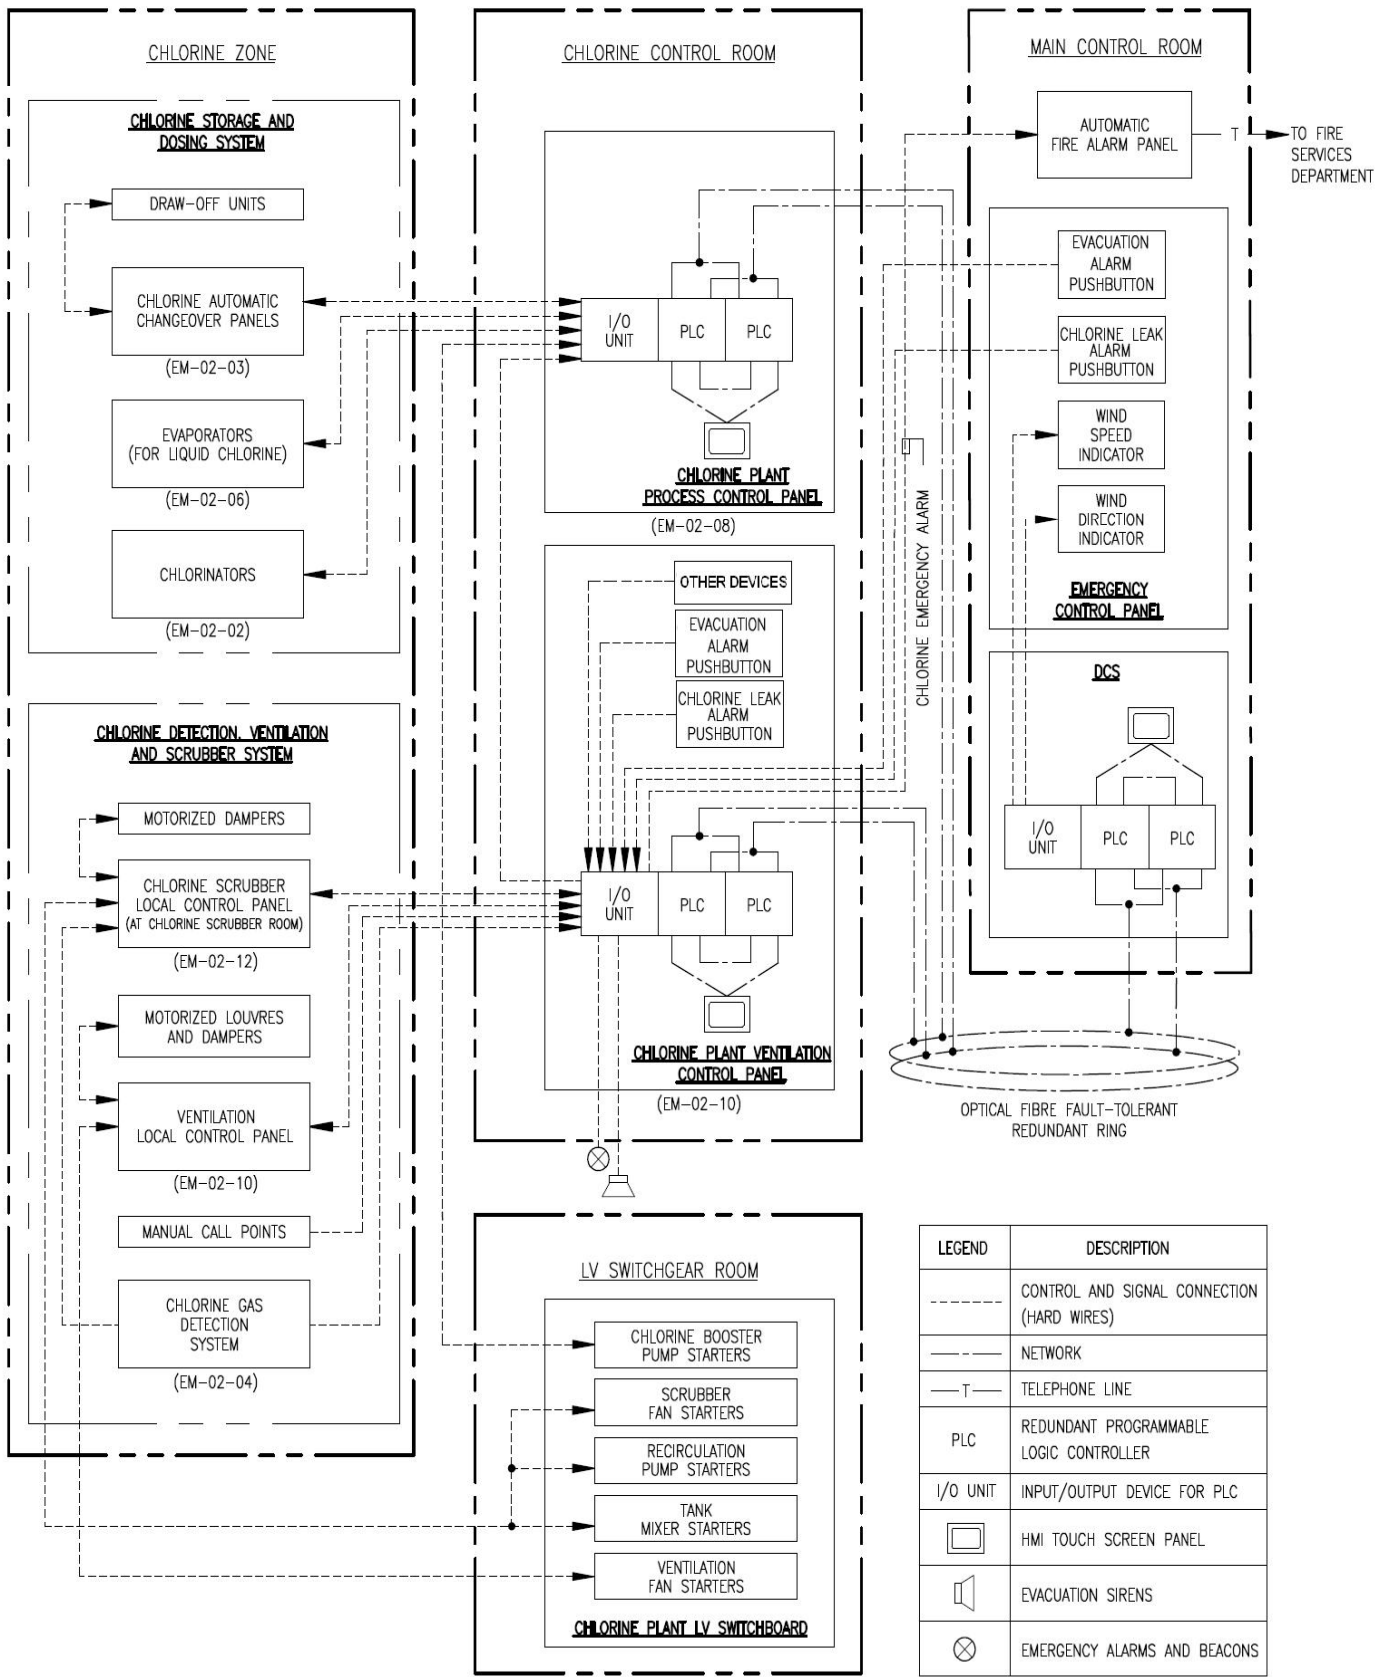 CHLORINE ZONE
CHLORINE STORAGE AND
DOSING SYSTEM
DRAW-OFF UNITS
CHLORINE AUTOMATIC
CHANGEOVER PANELS
(EM-02-03)
EVAPORATORS
(FOR LIQUID CHLORINE)
(EM-02-06)
CHLORINATORS
(EM-02-02)
CHLORINE DETECTION, VENTILATION
AND SCRUBBER SYSTEM
MOTORIZED DAMPERS
CHLORINE SCRUBBER
LOCAL CONTROL PANEL
(AT CHLORINE SCRUBBER ROOM)
(EM-02-12)
MOTORIZED LOUVRES
AND DAMPERS
VENTILATION
LOCAL CONTROL PANEL
(EM-02-10)
MANUAL CALL POINTS
CHLORINE GAS
DETECTION
SYSTEM
(EM-02-04)
CHLORINE CONTROL ROOM
I/O
UNIT
PLC
PLC
CHLORINE PLANT
PROCESS CONTROL PANEL
(EM-02-08)
OTHER DEVICES
EVACUATION
ALARM
PUSHBUTTON
CHLORINE LEAK
ALARM
PUSHBUTTON
I/O
UNIT
PLC
PLC
CHLORINE PLANT VENTILATION
CONTROL PANEL
(EM-02-10)
LV SWITCHGEAR ROOM
CHLORINE BOOSTER
PUMP STARTERS
SCRUBBER
FAN STARTERS
RECIRCULATION
PUMP STARTERS
TANK
MIXER STARTERS
VENTILATION
FAN STARTERS
CHLORINE PLANT LV SWITCHBOARD
CHLORINE EMERGENCY ALARM
MAIN CONTROL ROOM
AUTOMATIC
FIRE ALARM PANEL
T
TO FIRE
SERVICES
DEPARTMENT
EVACUATION
ALARM
PUSHBUTTON
CHLORINE LEAK
ALARM
PUSHBUTTON
WIND
SPEED
INDICATOR
WIND
DIRECTION
INDICATOR
EMERGENCY
CONTROL PANEL
DCS
I/O
UNIT
PLC
PLC
OPTICAL FIBRE FAULT-TOLERANT
REDUNDANT RING
LEGEND DESCRIPTION
CONTROL AND SIGNAL CONNECTION
(HARD WIRES)
NETWORK
T TELEPHONE LINE
PLC REDUNDANT PROGRAMMABLE
LOGIC CONTROLLER
I/O UNIT INPUT/OUTPUT DEVICE FOR PLC
HMI TOUCH SCREEN PANEL
EVACUATION SIRENS
EMERGENCY ALARMS AND BEACONS